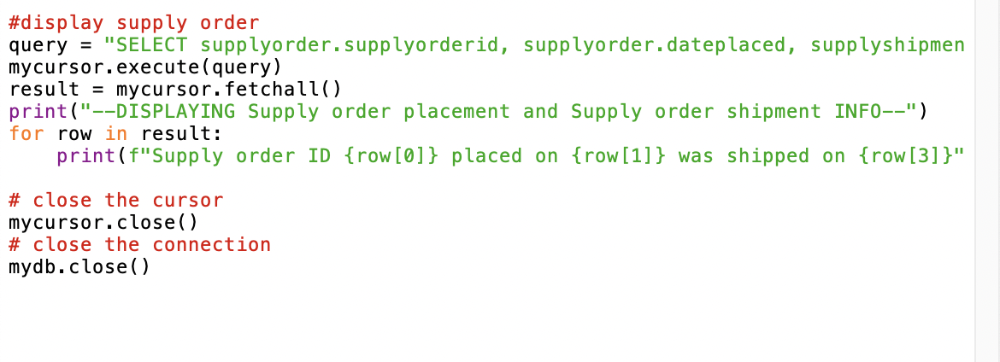 #display supply order
query = "SELECT supplyorder.supplyorderid, supplyorder.dateplaced, supplyshipmen
mycursor.execute(query)
result = mycursor.fetchall()
print("--DISPLAYING Supply order placement and Supply order shipment INFO--")
for row in result:
    print(f"Supply order ID {row[0]} placed on {row[1]} was shipped on {row[3]}"
# close the cursor
mycursor.close()
# close the connection
mydb.close()